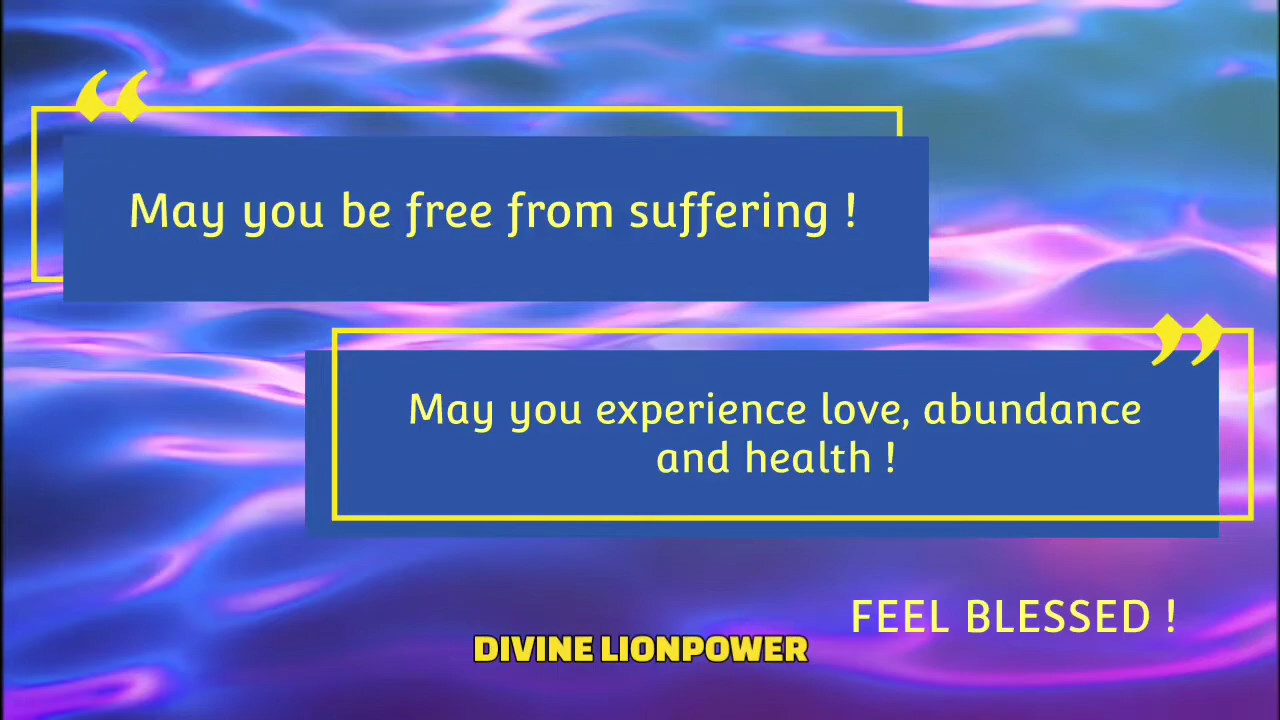 “
May you be free from suffering !
”
May you experience love, abundance
and health !
FEEL BLESSED !
DIVINE LIONPOWER